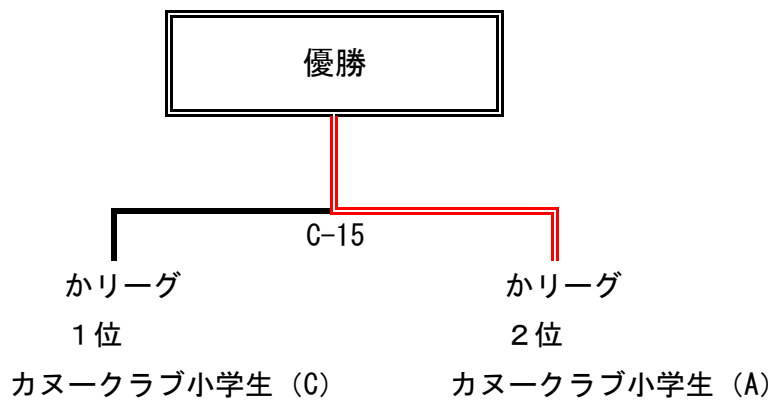 優勝
C-15
かリーグ
かリーグ
１位
２位
カヌークラブ小学生（C）
カヌークラブ小学生（A）